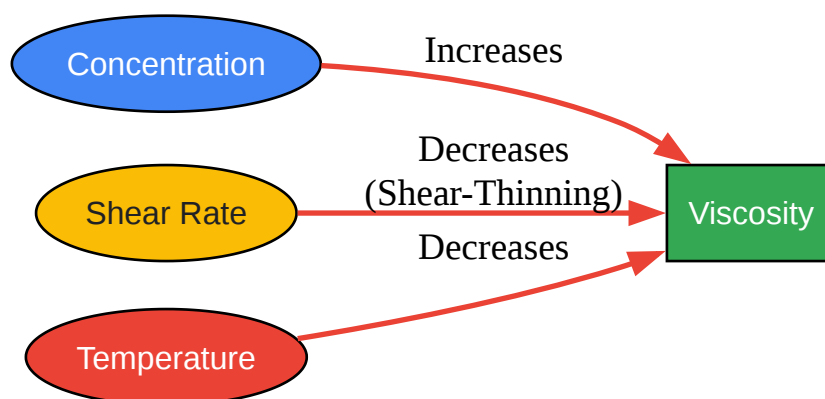 Concentration
Increases
Decreases
(Shear-Thinning)
Shear Rate
Viscosity
Decreases
Temperature